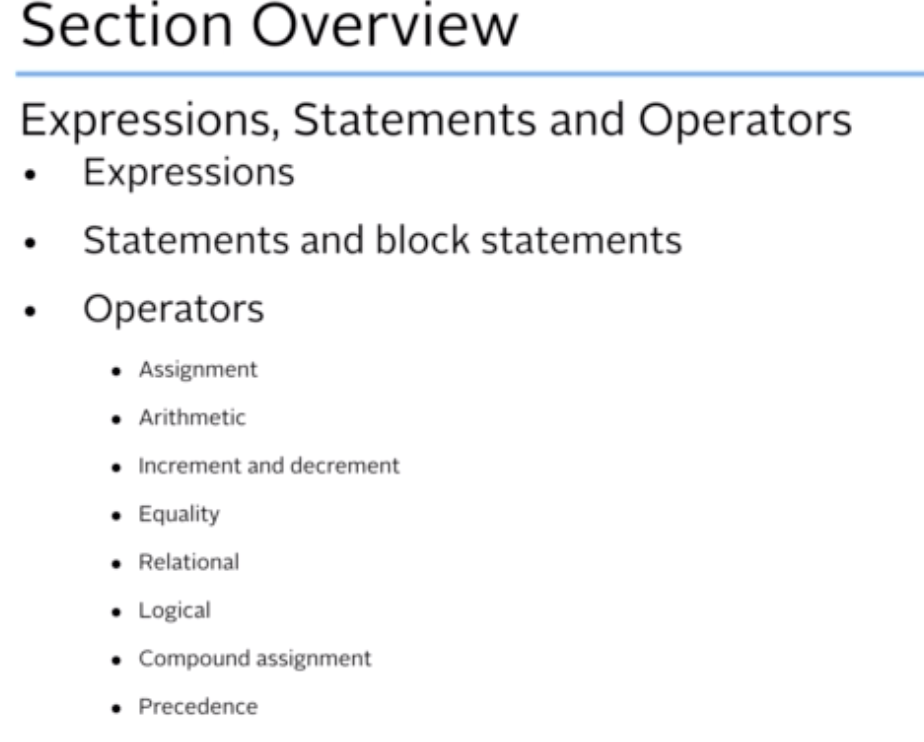 Section Overview
Expressions, Statements and Operators
• Expressions
• Statements and block statements
• Operators
• Assignment
• Arithmetic
• Increment and decrement
• Equality
• Relational
• Logical
• Compound assignment
• Precedence